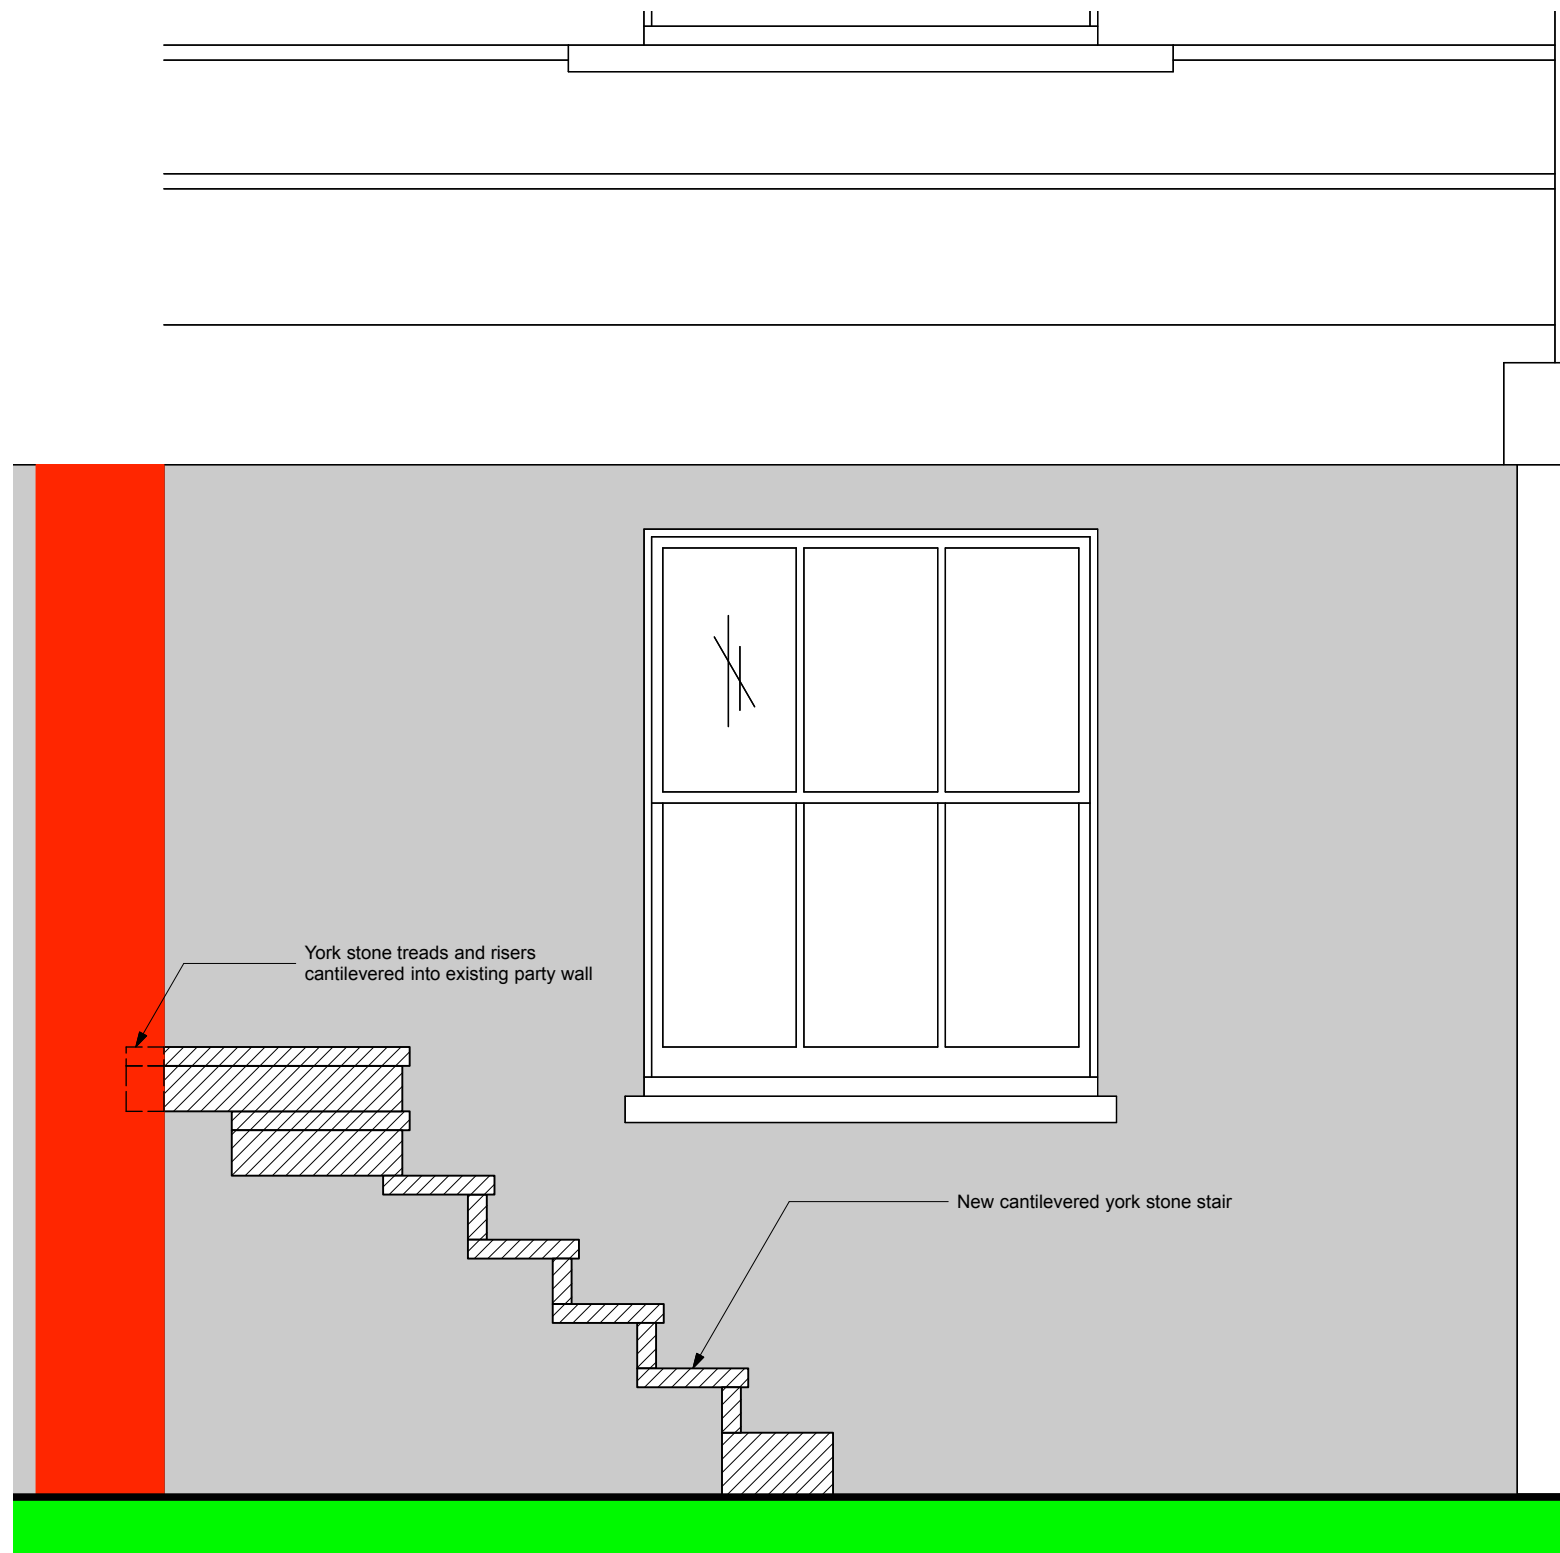 York stone treads and risers
cantilevered into existing party wall
New cantilevered york stone stair